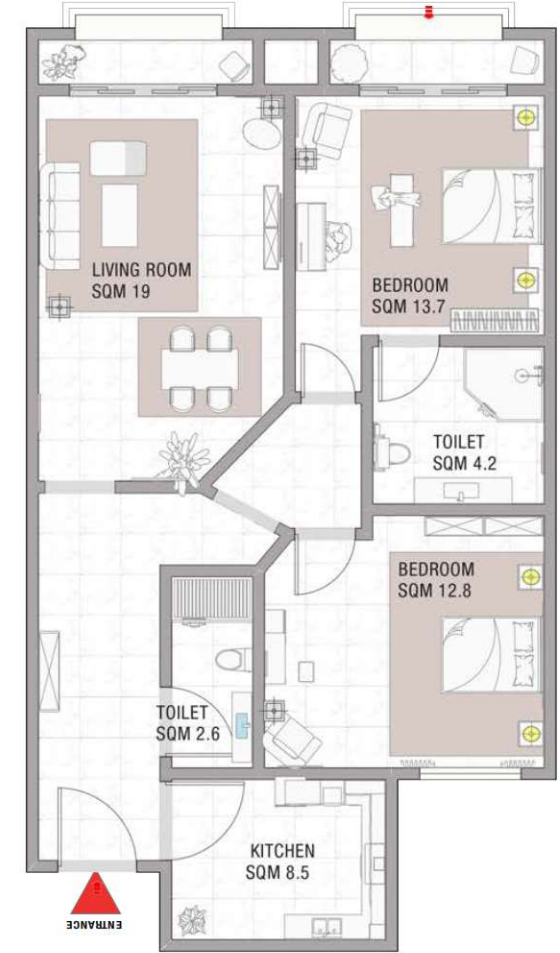 LIVING ROOM
SQM 19
BEDROOM
SQM 13.7
TOILET
SQM 4.2
BEDROOM
SQM 12.8
TOILET
SQM 2.6
KITCHEN
SQM 8.5
ENTRANCE